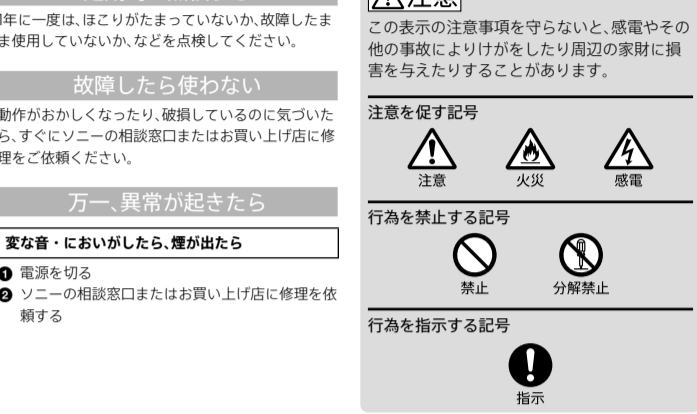 年に一度は、ほこりがたまっていないか、故障したま
ま使用していないか、などを点検してください。
故障したら使わない
動作がおかしくなったり、破損しているのに気づいた
ら、すぐにソニーの相談窓口またはお買い上げ店に修
理をご依頼ください。
万一、異常が起きたら
変な音・においがしたら、煙が出たら
❶ 電源を切る
❷ ソニーの相談窓口またはお買い上げ店に修理を依
頼する
注意
この表示の注意事項を守らないと、感電やその
他の事故によりけがをしたり周辺の家財に損
害を与えたりすることがあります。
注意を促す記号
注意 火災 感電
行為を禁止する記号
禁止 分解禁止
行為を指示する記号
指示